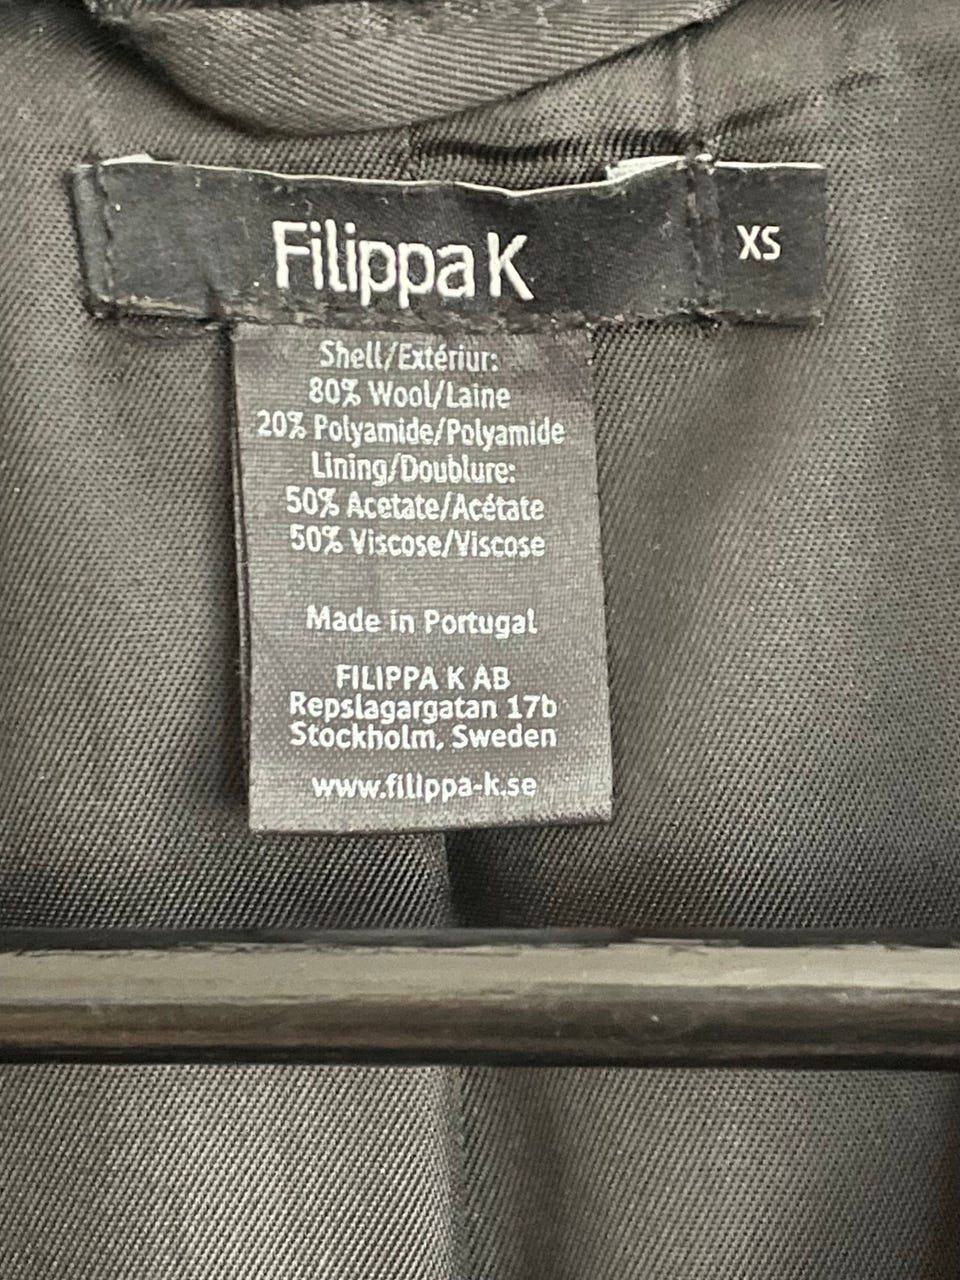 Filippa K
XS
Shell/Extériur:
80% Wool/Laine
20% Polyamide/Polyamide
Lining/Doublure:
50% Acetate/Acétate
50% Viscose/Viscose
Made in Portugal
FILIPPA K AB
Repslagargatan 17b
Stockholm, Sweden
www.filippa-k.se